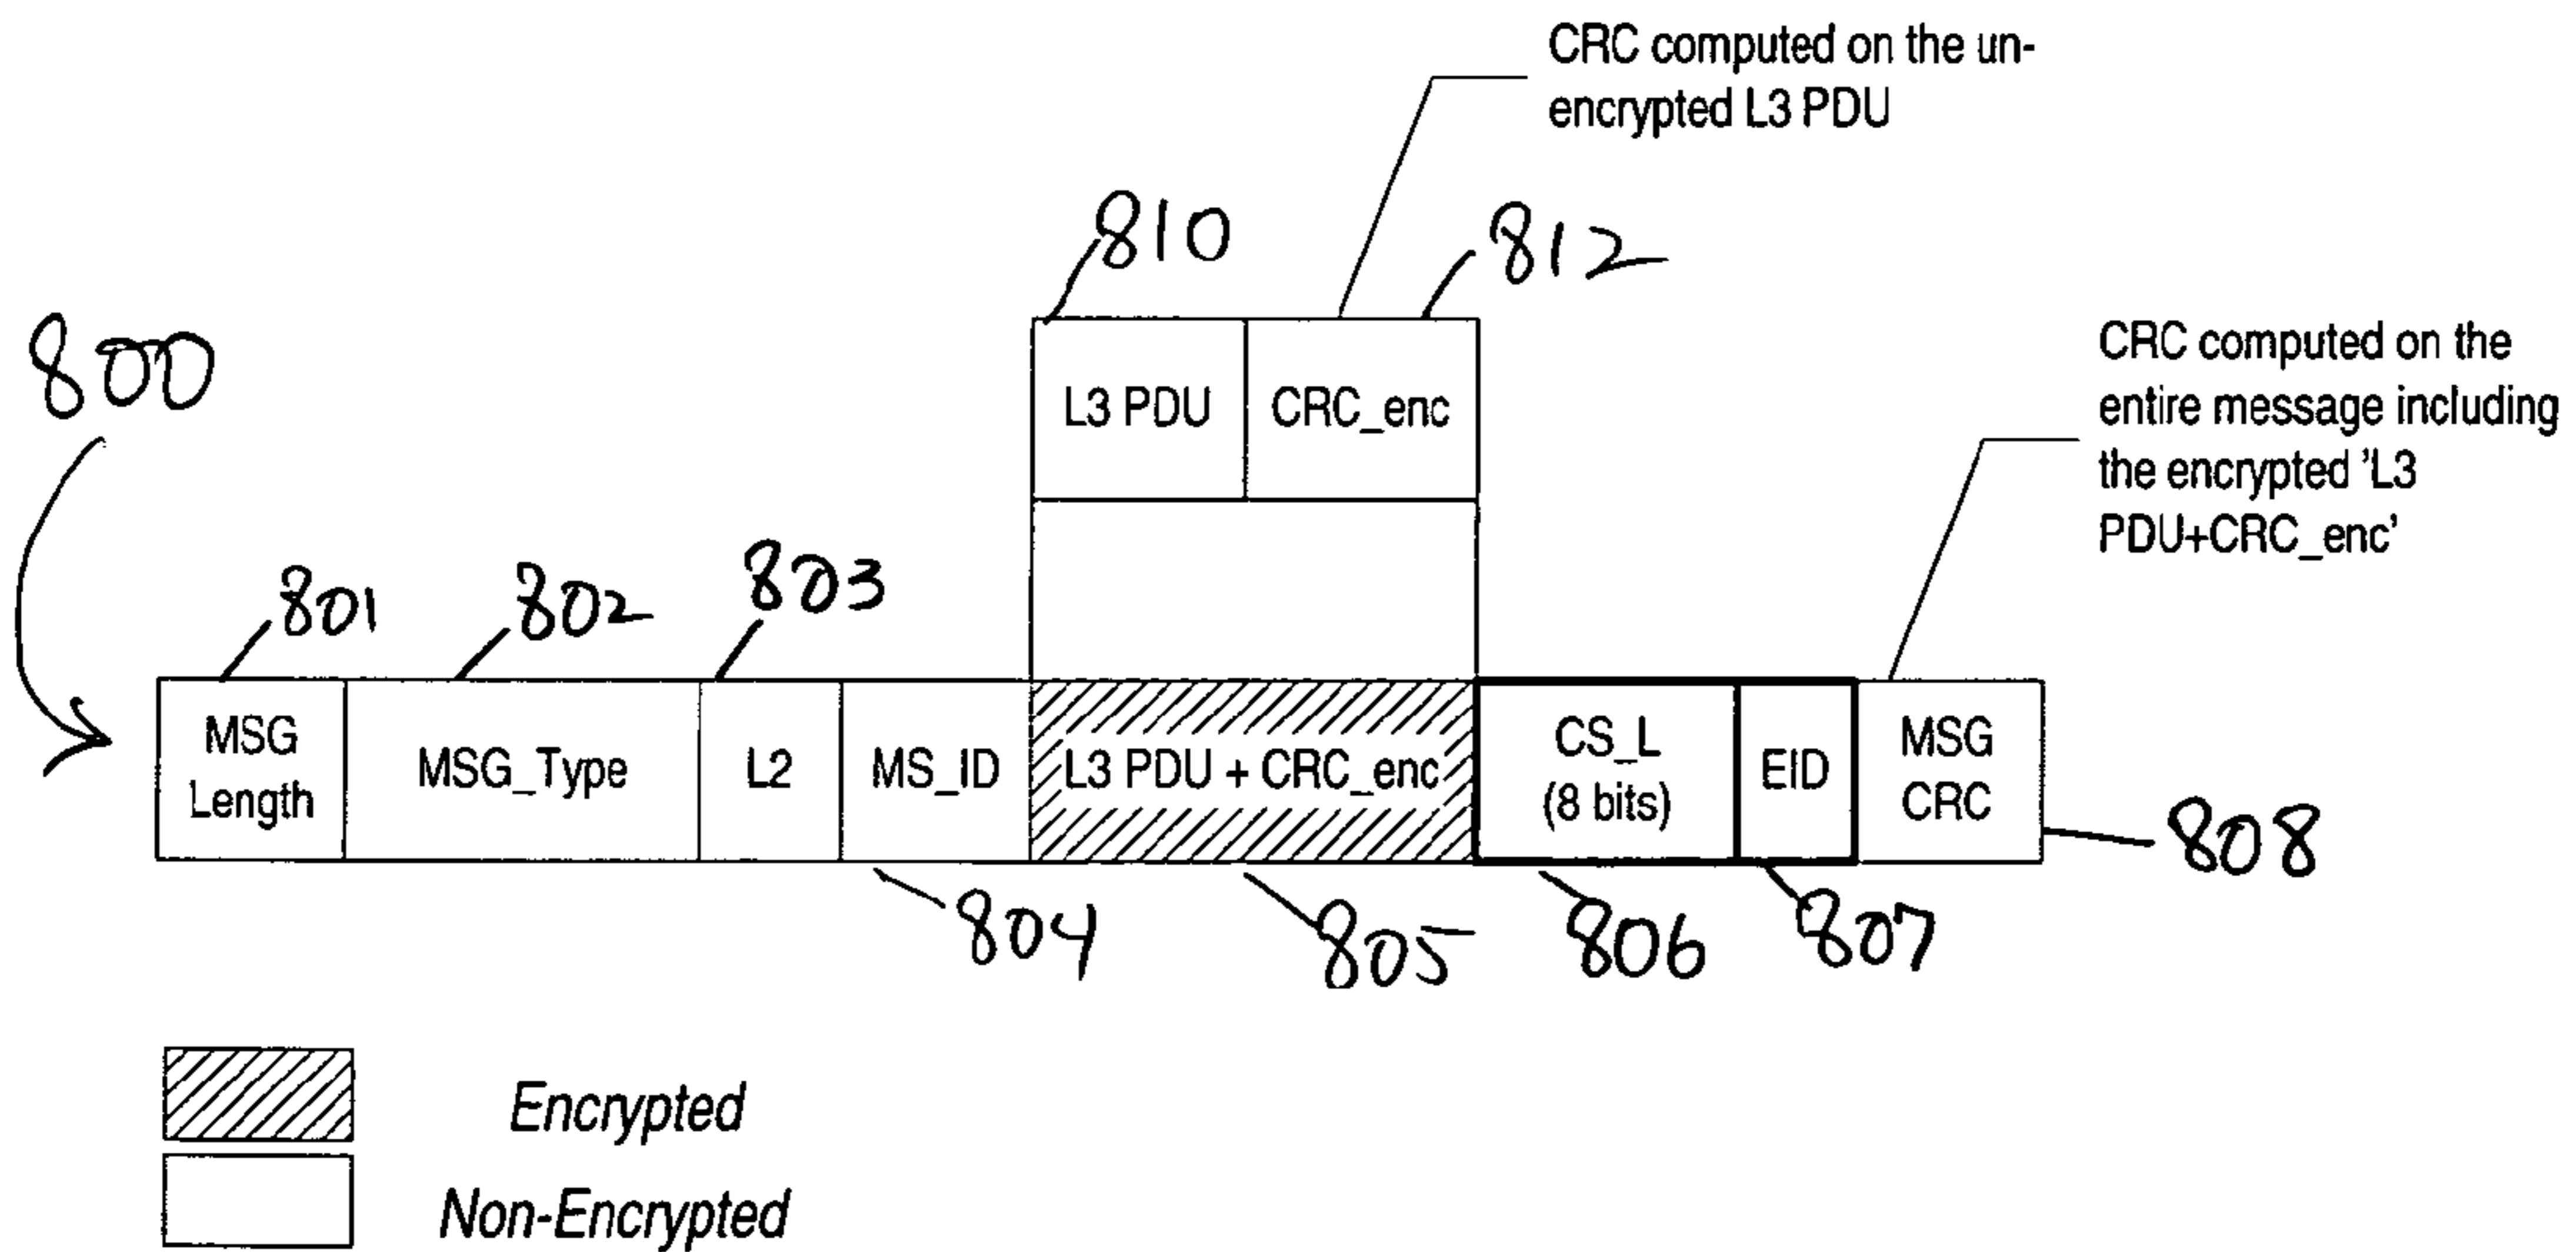 CRC computed on the un-
encrypted L3 PDU
810
812
800
L3 PDU
CRC_enc
CRC computed on the
entire message including
the encrypted 'L3
PDU+CRC_enc'
801
802
803
MSG
Length
MSG_Type
L2
MS_ID
L3 PDU + CRC_enc
CS_L
(8 bits)
EID
MSG
CRC
808
804
805
806
807
Encrypted
Non-Encrypted